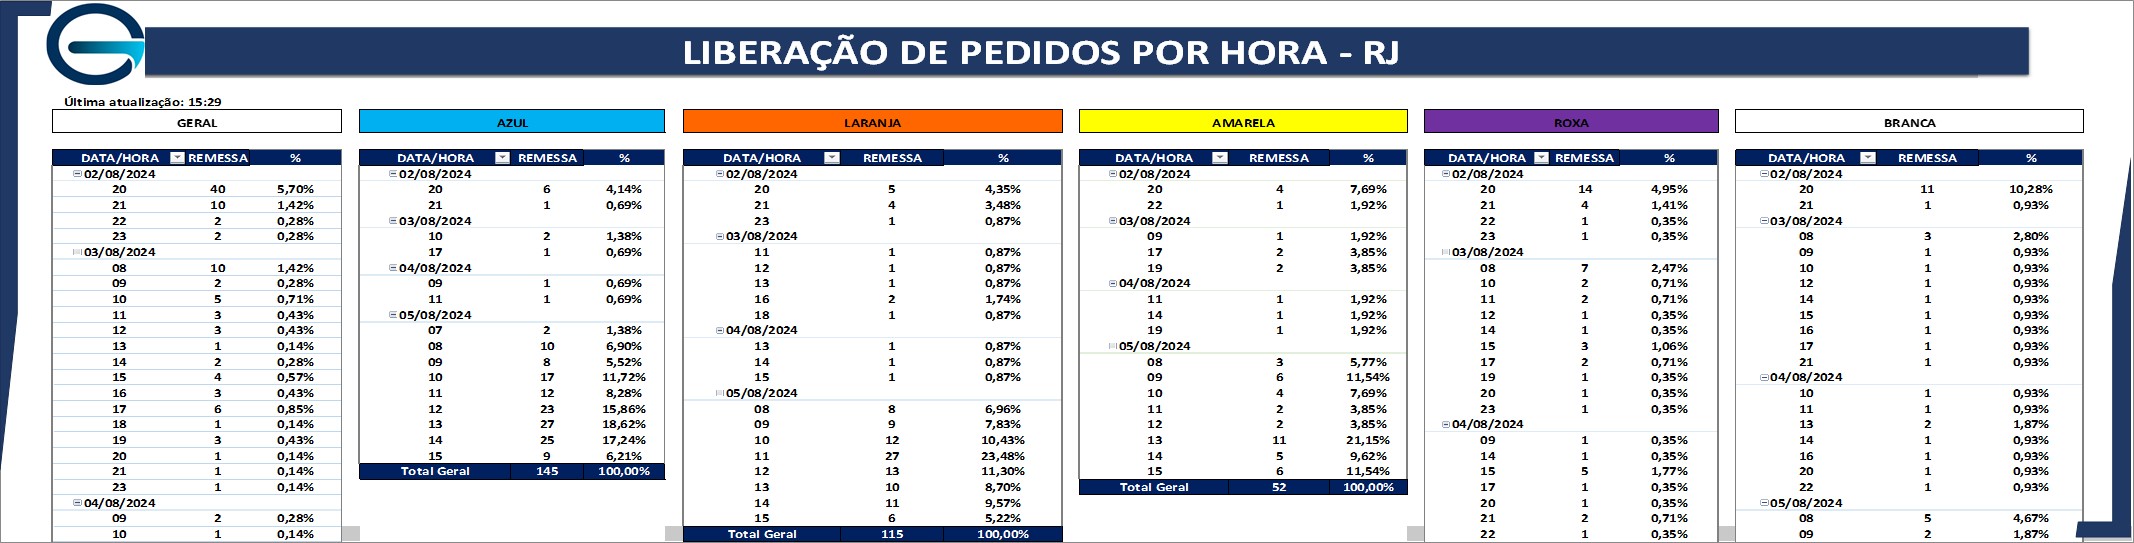 LIBERAÇÃO DE PEDIDOS POR HORA - RJ
Última atualização: 15:29
GERAL
DATA/HORA REMESSA %
02/08/2024
20 40 5,70%
21 10 1,42%
22 2 0,28%
23 2 0,28%
03/08/2024
08 10 1,42%
09 2 0,28%
10 5 0,71%
11 3 0,43%
12 3 0,43%
13 1 0,14%
14 2 0,28%
15 4 0,57%
16 3 0,43%
17 6 0,85%
18 1 0,14%
19 3 0,43%
20 1 0,14%
21 1 0,14%
23 1 0,14%
04/08/2024
09 2 0,28%
10 1 0,14%
AZUL
DATA/HORA REMESSA %
02/08/2024
20 6 4,14%
21 1 0,69%
03/08/2024
10 2 1,38%
17 1 0,69%
04/08/2024
09 1 0,69%
11 1 0,69%
05/08/2024
07 2 1,38%
08 10 6,90%
09 8 5,52%
10 17 11,72%
11 12 8,28%
12 23 15,86%
13 27 18,62%
14 25 17,24%
15 9 6,21%
Total Geral 145 100,00%
LARANJA
DATA/HORA REMESSA %
02/08/2024
20 5 4,35%
21 4 3,48%
23 1 0,87%
03/08/2024
11 1 0,87%
12 1 0,87%
13 1 0,87%
16 2 1,74%
18 1 0,87%
04/08/2024
13 1 0,87%
14 1 0,87%
15 1 0,87%
05/08/2024
08 8 6,96%
09 9 7,83%
10 12 10,43%
11 27 23,48%
12 13 11,30%
13 10 8,70%
14 11 9,57%
15 6 5,22%
Total Geral 115 100,00%
AMARELA
DATA/HORA REMESSA %
02/08/2024
20 4 7,69%
22 1 1,92%
03/08/2024
09 1 1,92%
17 2 3,85%
19 2 3,85%
04/08/2024
11 1 1,92%
14 1 1,92%
19 1 1,92%
05/08/2024
08 3 5,77%
09 6 11,54%
10 4 7,69%
11 2 3,85%
12 2 3,85%
13 11 21,15%
14 5 9,62%
15 6 11,54%
Total Geral 52 100,00%
ROXA
DATA/HORA REMESSA %
02/08/2024
20 14 4,95%
21 4 1,41%
22 1 0,35%
23 1 0,35%
03/08/2024
08 7 2,47%
10 2 0,71%
11 2 0,71%
12 1 0,35%
14 1 0,35%
15 3 1,06%
17 2 0,71%
19 1 0,35%
20 1 0,35%
23 1 0,35%
04/08/2024
09 1 0,35%
14 1 0,35%
15 5 1,77%
17 1 0,35%
20 1 0,35%
21 2 0,71%
22 1 0,35%
BRANCA
DATA/HORA REMESSA %
02/08/2024
20 11 10,28%
21 1 0,93%
03/08/2024
08 3 2,80%
09 1 0,93%
10 1 0,93%
12 1 0,93%
14 1 0,93%
15 1 0,93%
16 1 0,93%
17 1 0,93%
21 1 0,93%
04/08/2024
10 1 0,93%
11 1 0,93%
13 2 1,87%
14 1 0,93%
16 1 0,93%
20 1 0,93%
22 1 0,93%
05/08/2024
08 5 4,67%
09 2 1,87%